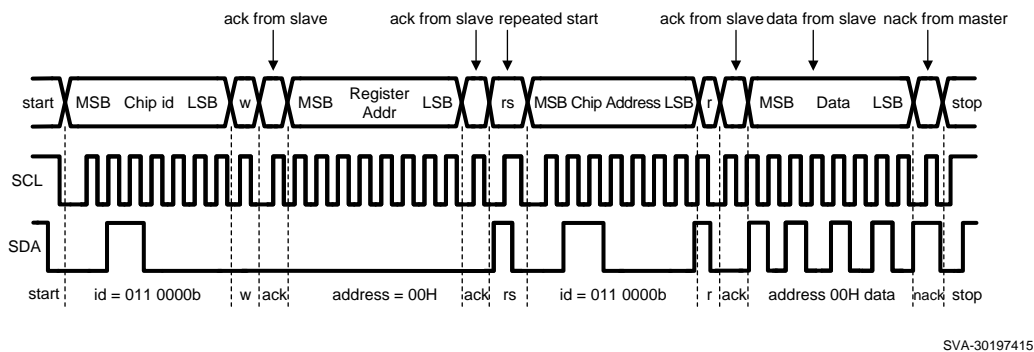 ack from slave ack from slave repeated start ack from slave data from slave nack from master
start MSB Chip id LSB w MSB Register Addr LSB rs MSB Chip Address LSB r MSB Data LSB stop
SCL
SDA
start id = 011 0000b w ack address = 00H ack rs id = 011 0000b r ack address 00H data nack stop
SVA-30197415